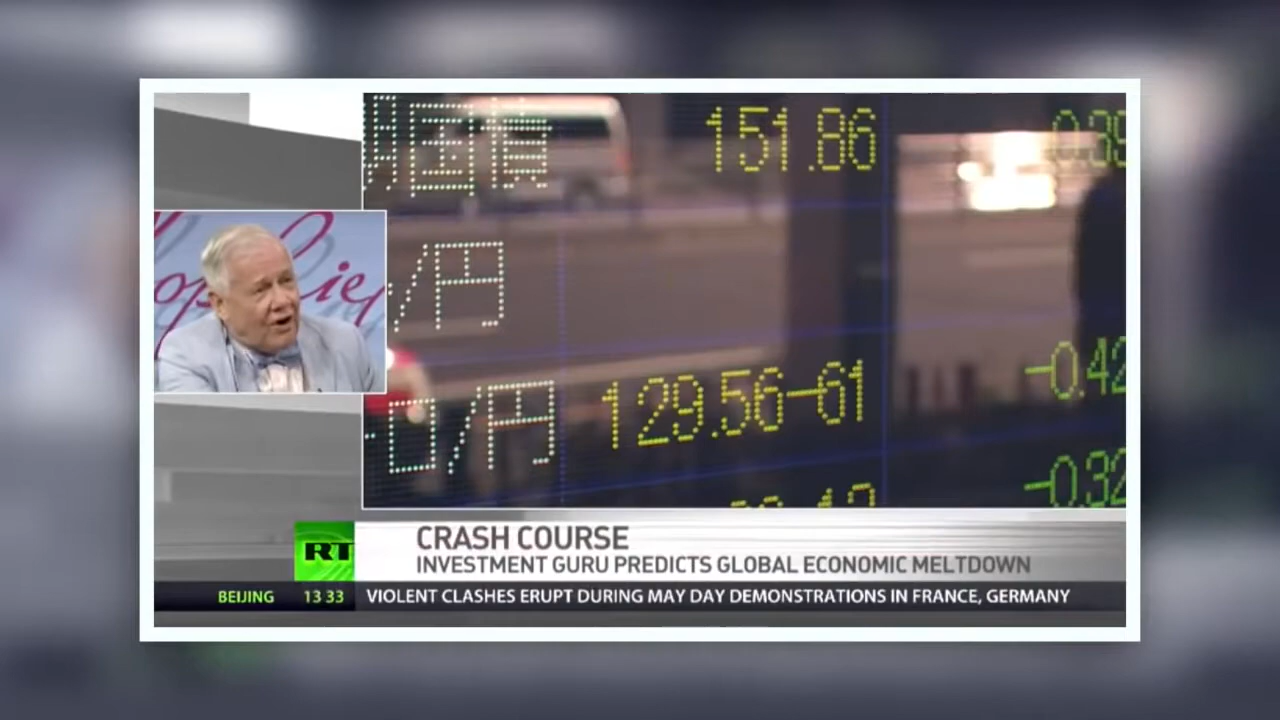 国債
151.86
/円
129.56-61
-0.42
-0.32
RT
CRASH COURSE
INVESTMENT GURU PREDICTS GLOBAL ECONOMIC MELTDOWN
BEIJING 13 33 VIOLENT CLASHES ERUPT DURING MAY DAY DEMONSTRATIONS IN FRANCE, GERMANY